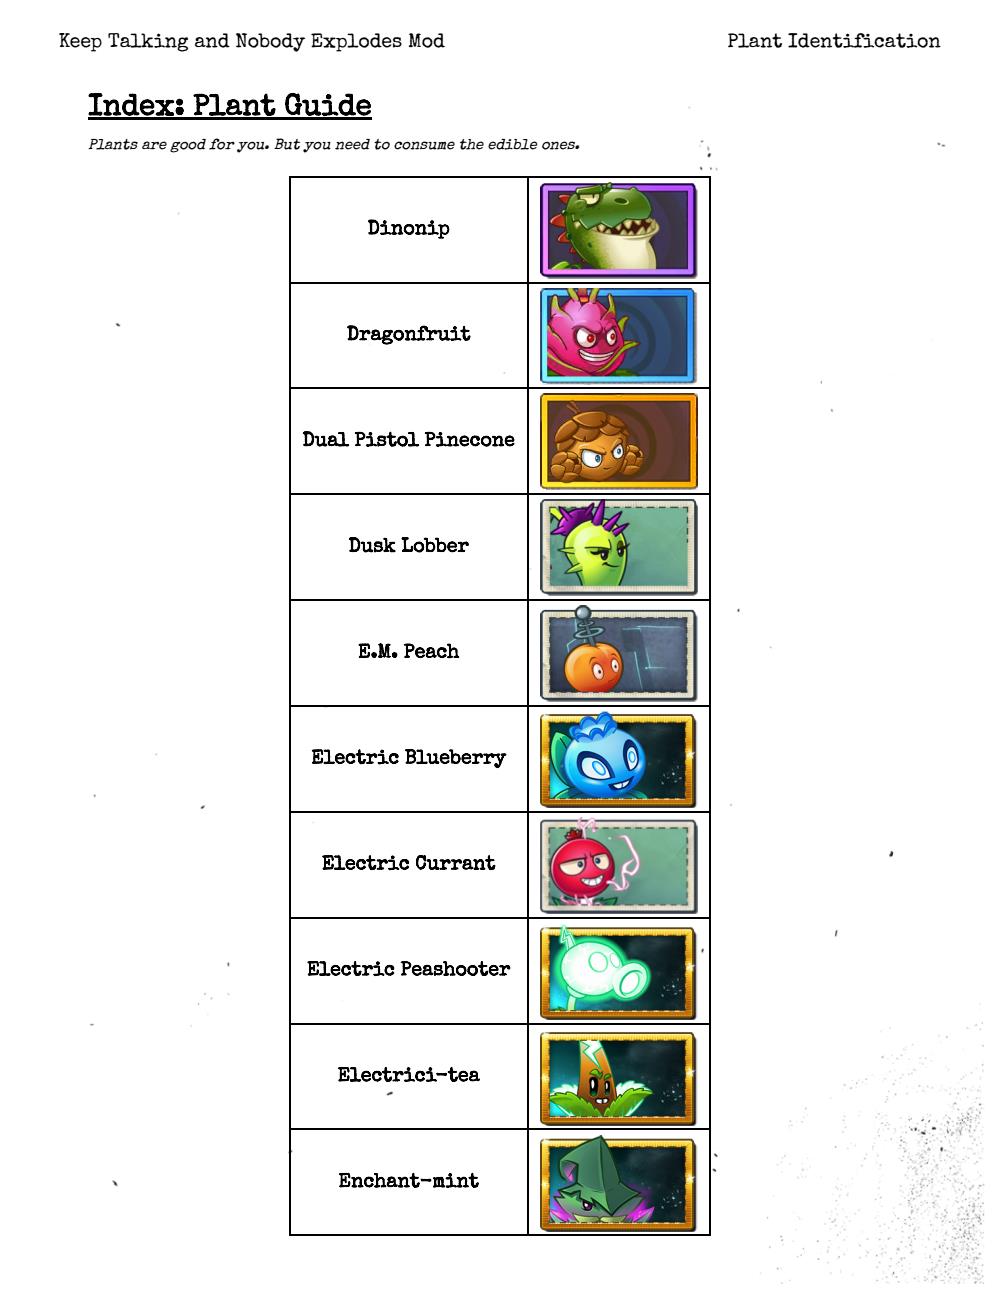 Keep Talking and Nobody Explodes Mod
Plant Identification
Index: Plant Guide
Plants are good for you. But you need to consume the edible ones.
Dinonip
Dragonfruit
Dual Pistol Pinecone
Dusk Lobber
E.M. Peach
Electric Blueberry
Electric Currant
Electric Peashooter
Electrici-tea
Enchant-mint